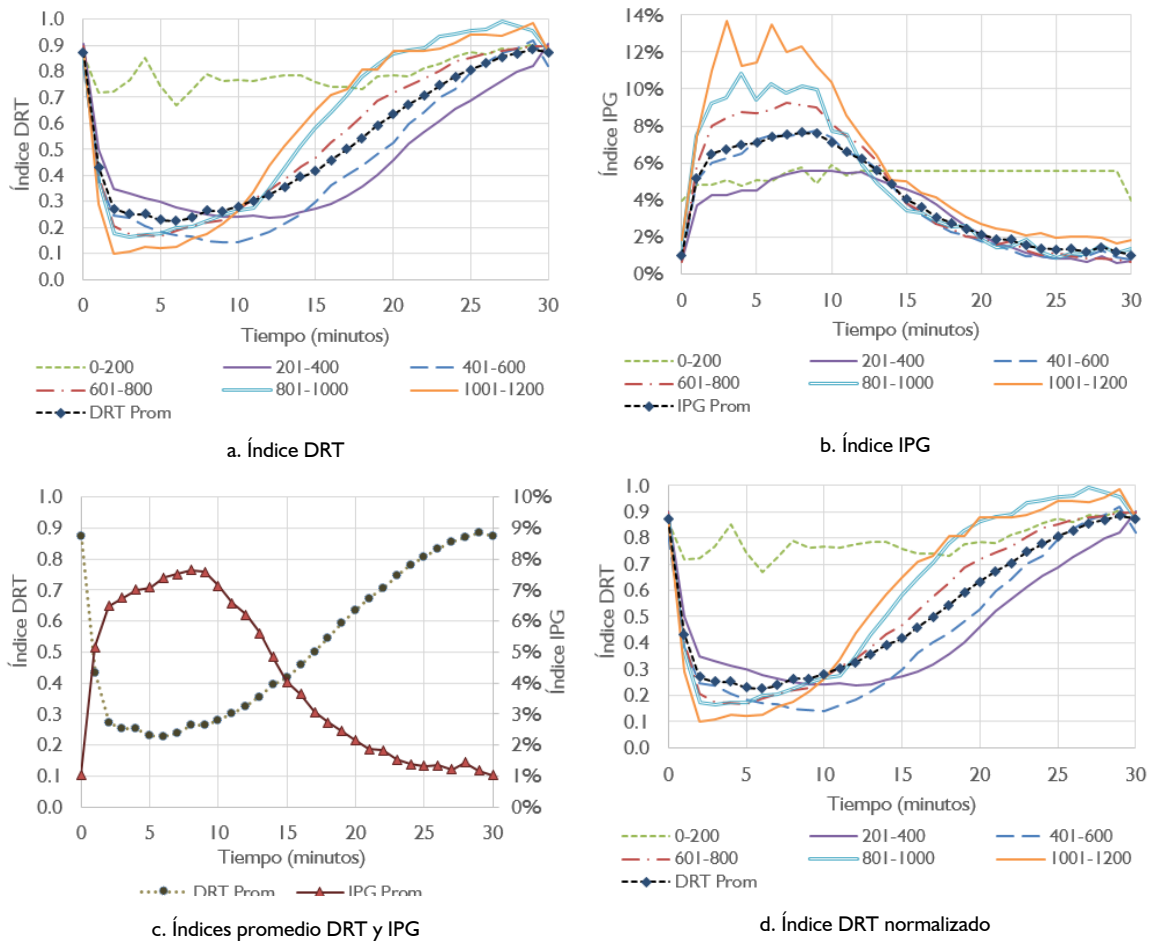 Índice DRT
1.0
0.9
0.8
0.7
0.6
0.5
0.4
0.3
0.2
0.1
0.0
0 5 10 15 20 25 30
Tiempo (minutos)
0-200 201-400 401-600
601-800 801-1000 1001-1200
DRT Prom
a. Índice DRT
Índice IPG
14%
12%
10%
8%
6%
4%
2%
0%
0 5 10 15 20 25 30
Tiempo (minutos)
0-200 201-400 401-600
601-800 801-1000 1001-1200
IPG Prom
b. Índice IPG
Índice DRT
1.0 10%
0.9 9%
0.8 8%
0.7 7%
0.6 6%
0.5 5%
0.4 4%
0.3 3%
0.2 2%
0.1 1%
0.0 0%
Índice IPG
0 5 10 15 20 25 30
Tiempo (minutos)
DRT Prom IPG Prom
c. Índices promedio DRT y IPG
Índice DRT
1.0
0.9
0.8
0.7
0.6
0.5
0.4
0.3
0.2
0.1
0.0
0 5 10 15 20 25 30
Tiempo (minutos)
0-200 201-400 401-600
601-800 801-1000 1001-1200
DRT Prom
d. Índice DRT normalizado